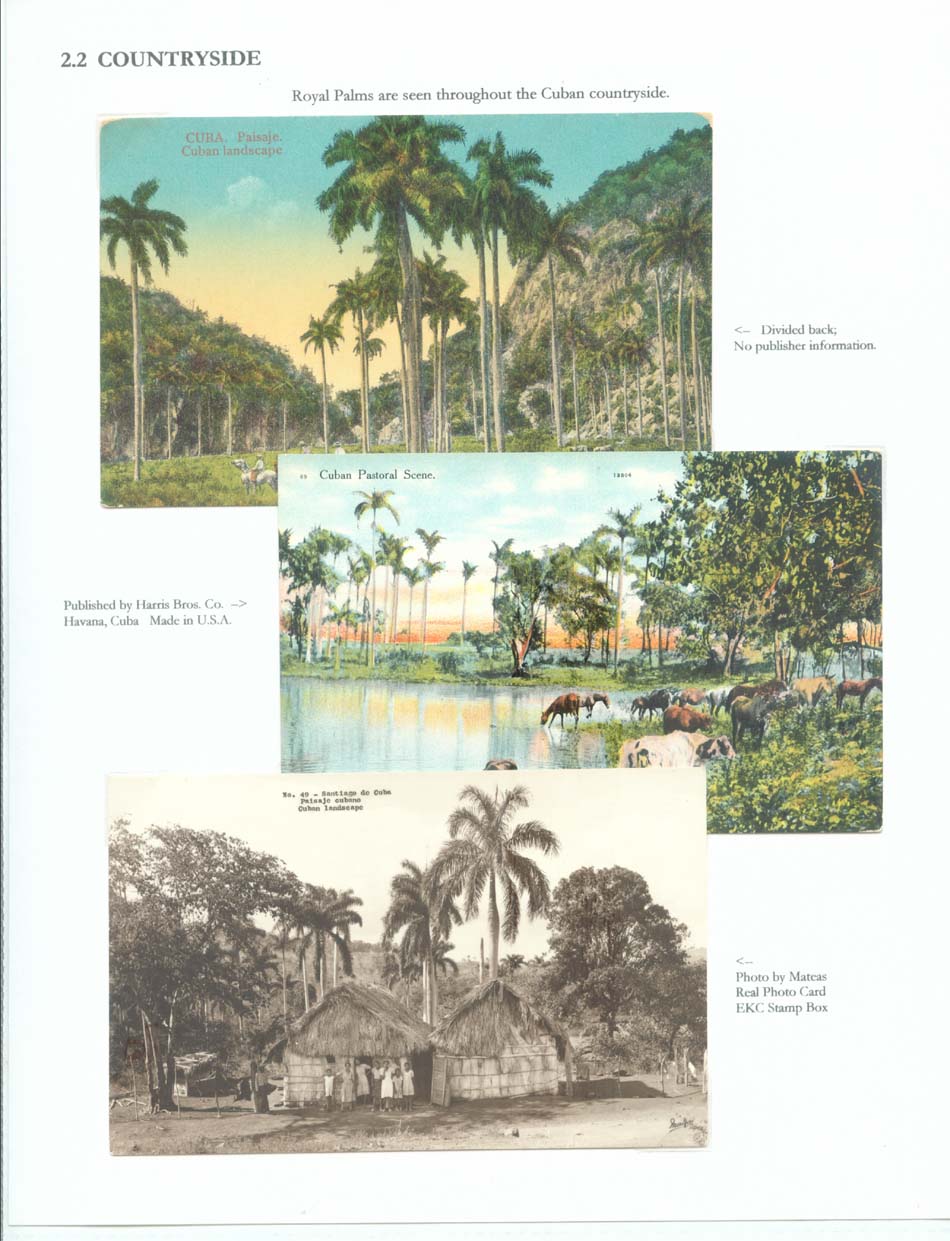 2.2 COUNTRYSIDE
Royal Palms are seen throughout the Cuban countryside.
CUBA. Paisaje.
Cuban landscape
<– Divided back;
No publisher information.
69 Cuban Pastoral Scene. 12804
Published by Harris Bros. Co. –>
Havana, Cuba Made in U.S.A.
No. 49 - Santiago de Cuba
Paisaje cubano
Cuban landscape
<–
Photo by Mateas
Real Photo Card
EKC Stamp Box